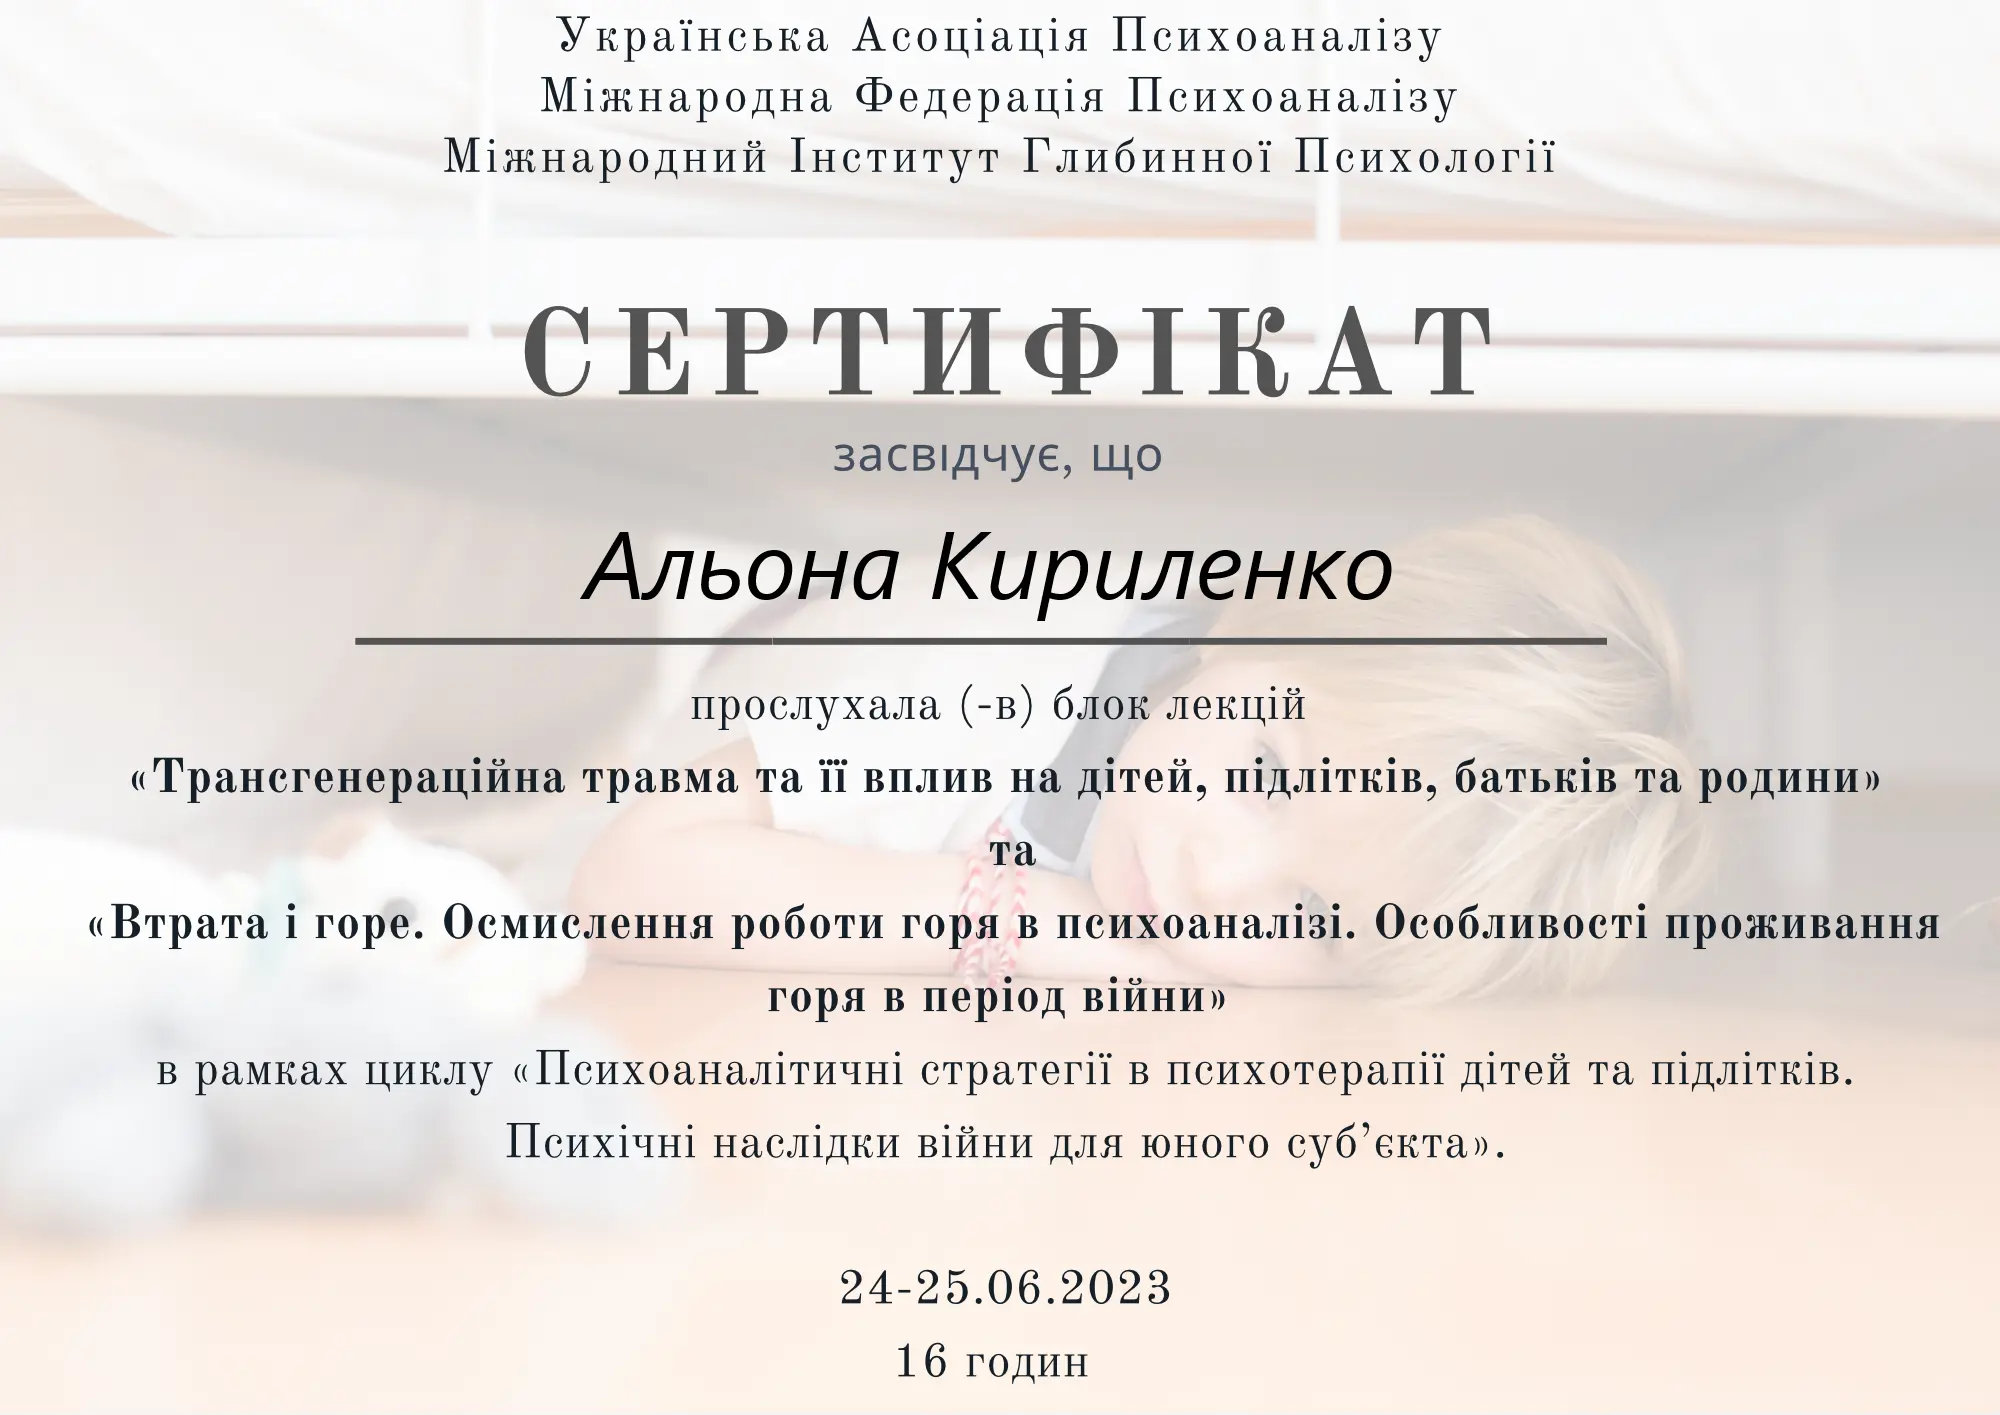 Українська Асоціація Психоаналізу
Міжнародна Федерація Психоаналізу
Міжнародний Інститут Глибинної Психології
СЕРТИФІКАТ
засвідчує, що
Альона Кириленко
прослухала (-в) блок лекцій
«Трансгенераційна травма та її вплив на дітей, підлітків, батьків та родини»
та
«Втрата і горе. Осмислення роботи горя в психоаналізі. Особливості проживання
горя в період війни»
в рамках циклу «Психоаналітичні стратегії в психотерапії дітей та підлітків.
Психічні наслідки війни для юного суб’єкта».
24-25.06.2023
16 годин